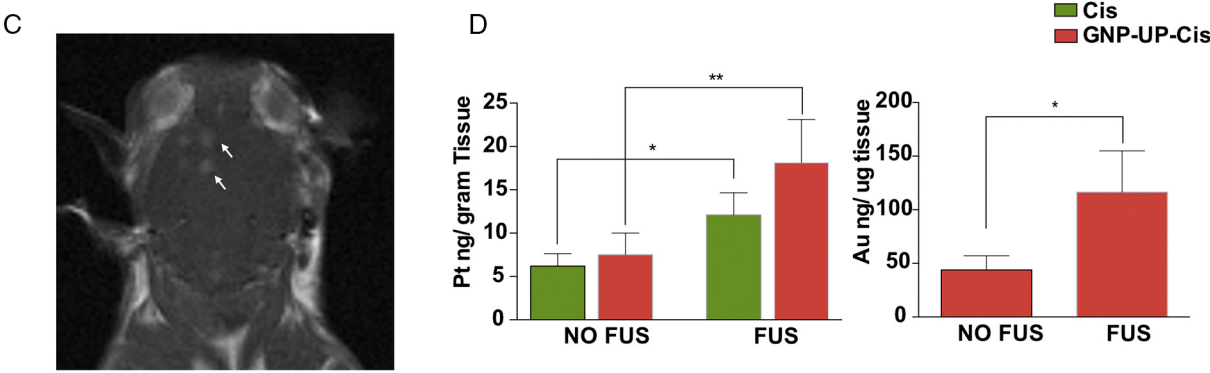 C
D
Cis
GNP-UP-Cis
Pt ng/ gram Tissue
25
20
15
10
5
0
*
**
NO FUS
FUS
Au ng/ ug tissue
200
150
100
50
0
*
NO FUS
FUS